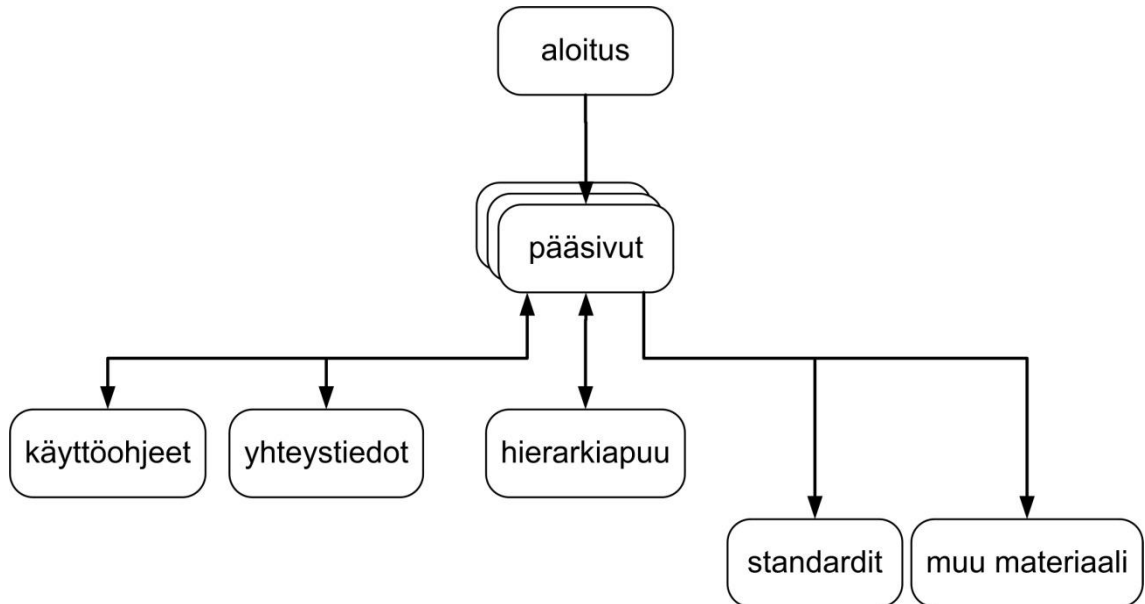 aloitus
pääsivut
käyttöohjeet
yhteystiedot
hierarkiapuu
standardit
muu materiaali